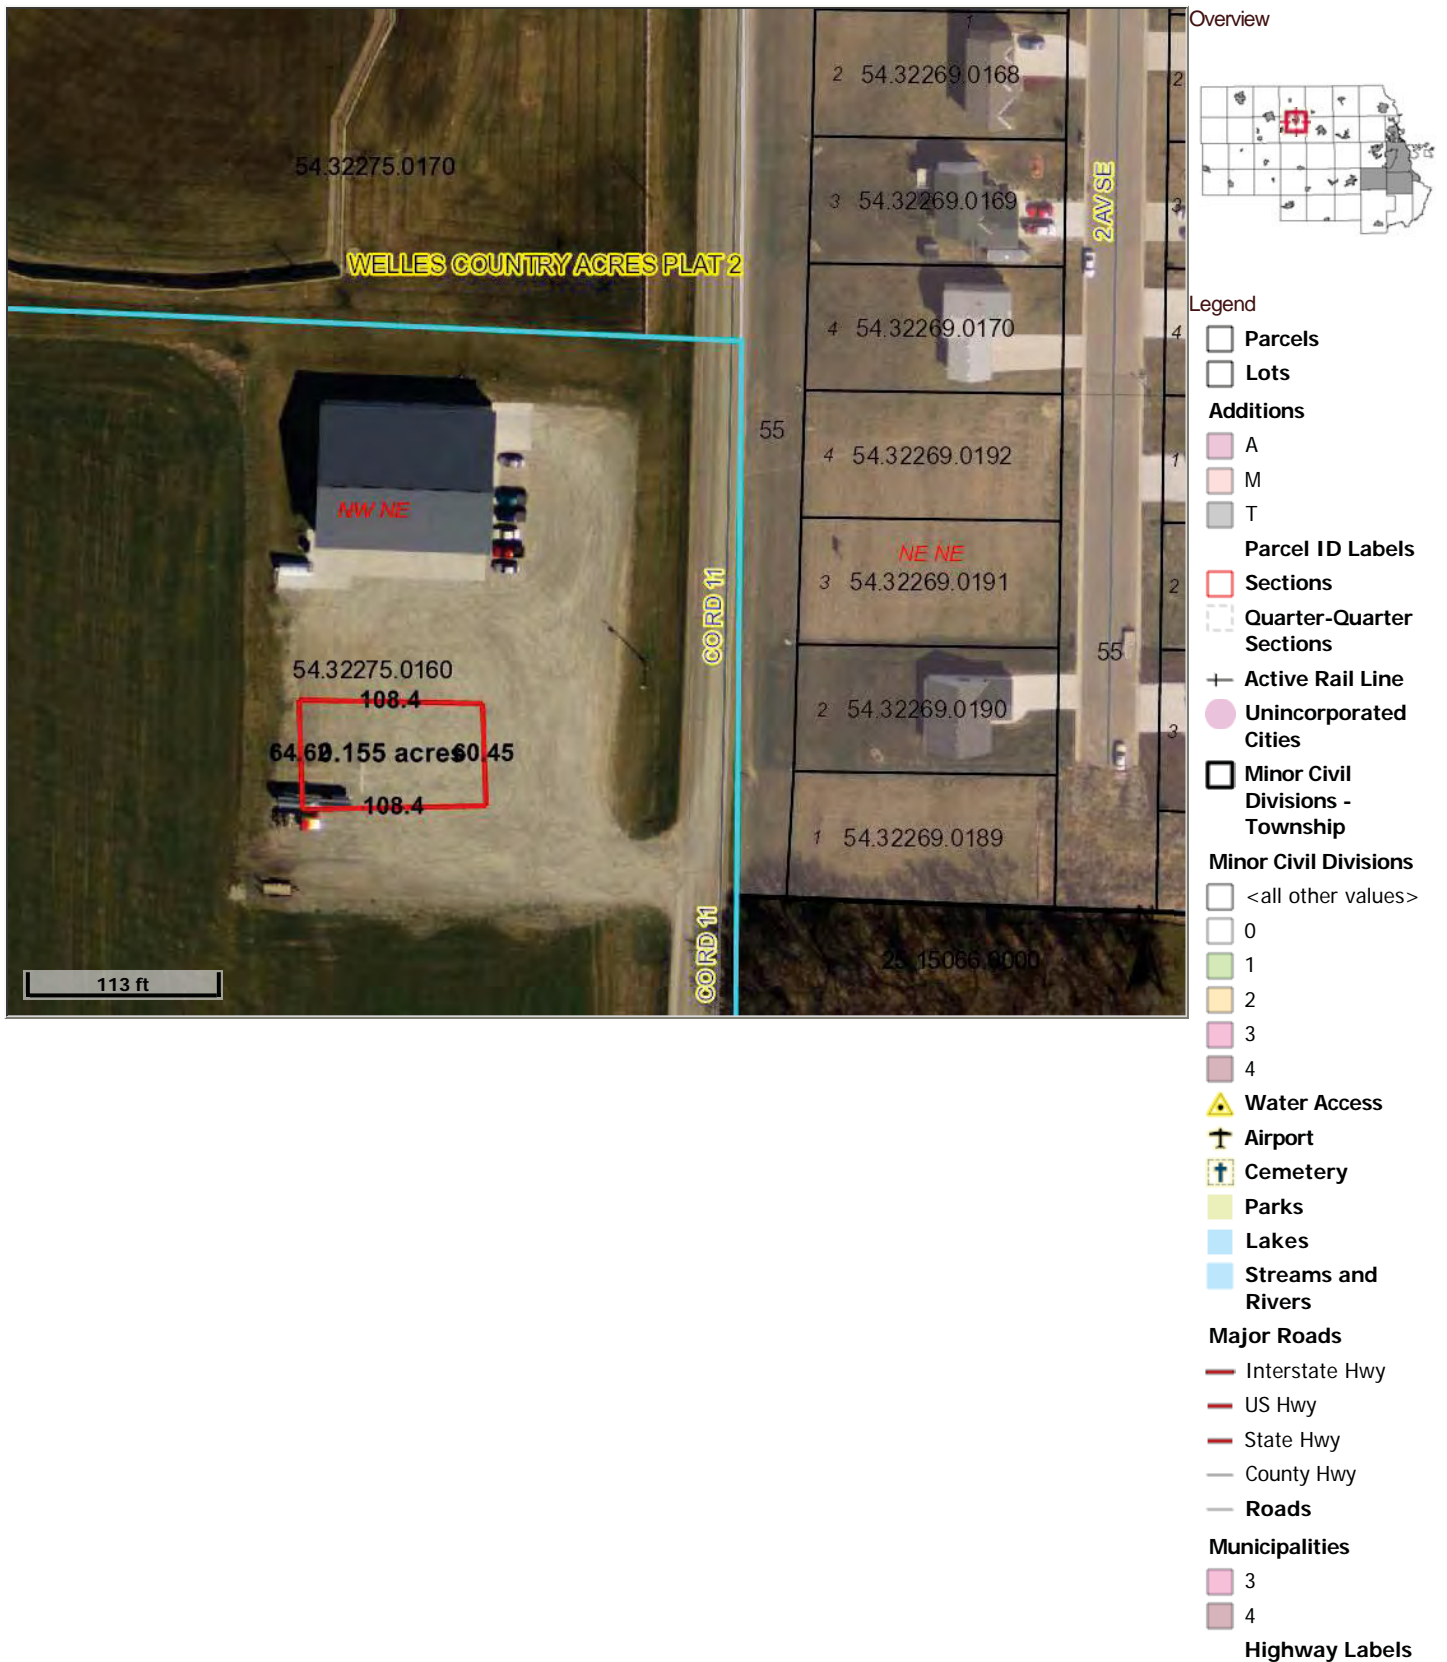 Overview
2 54.32269.0168
2
54.32275.0170
3 54.32269.0169
3
2 AV SE
WELLES COUNTRY ACRES PLAT 2
4 54.32269.0170
4
55
4 54.32269.0192
1
NW NE
NE NE
3 54.32269.0191
2
CO RD 11
55
54.32275.0160
108.4
2 54.32269.0190
3
0.155 acres
60.45
108.4
1 54.32269.0189
CO RD 11
113 ft
Legend
Parcels
Lots
Additions
A
M
T
Parcel ID Labels
Sections
Quarter-Quarter
Sections
Active Rail Line
Unincorporated
Cities
Minor Civil
Divisions -
Township
Minor Civil Divisions
<all other values>
0
1
2
3
4
Water Access
Airport
Cemetery
Parks
Lakes
Streams and
Rivers
Major Roads
Interstate Hwy
US Hwy
State Hwy
County Hwy
Roads
Municipalities
3
4
Highway Labels